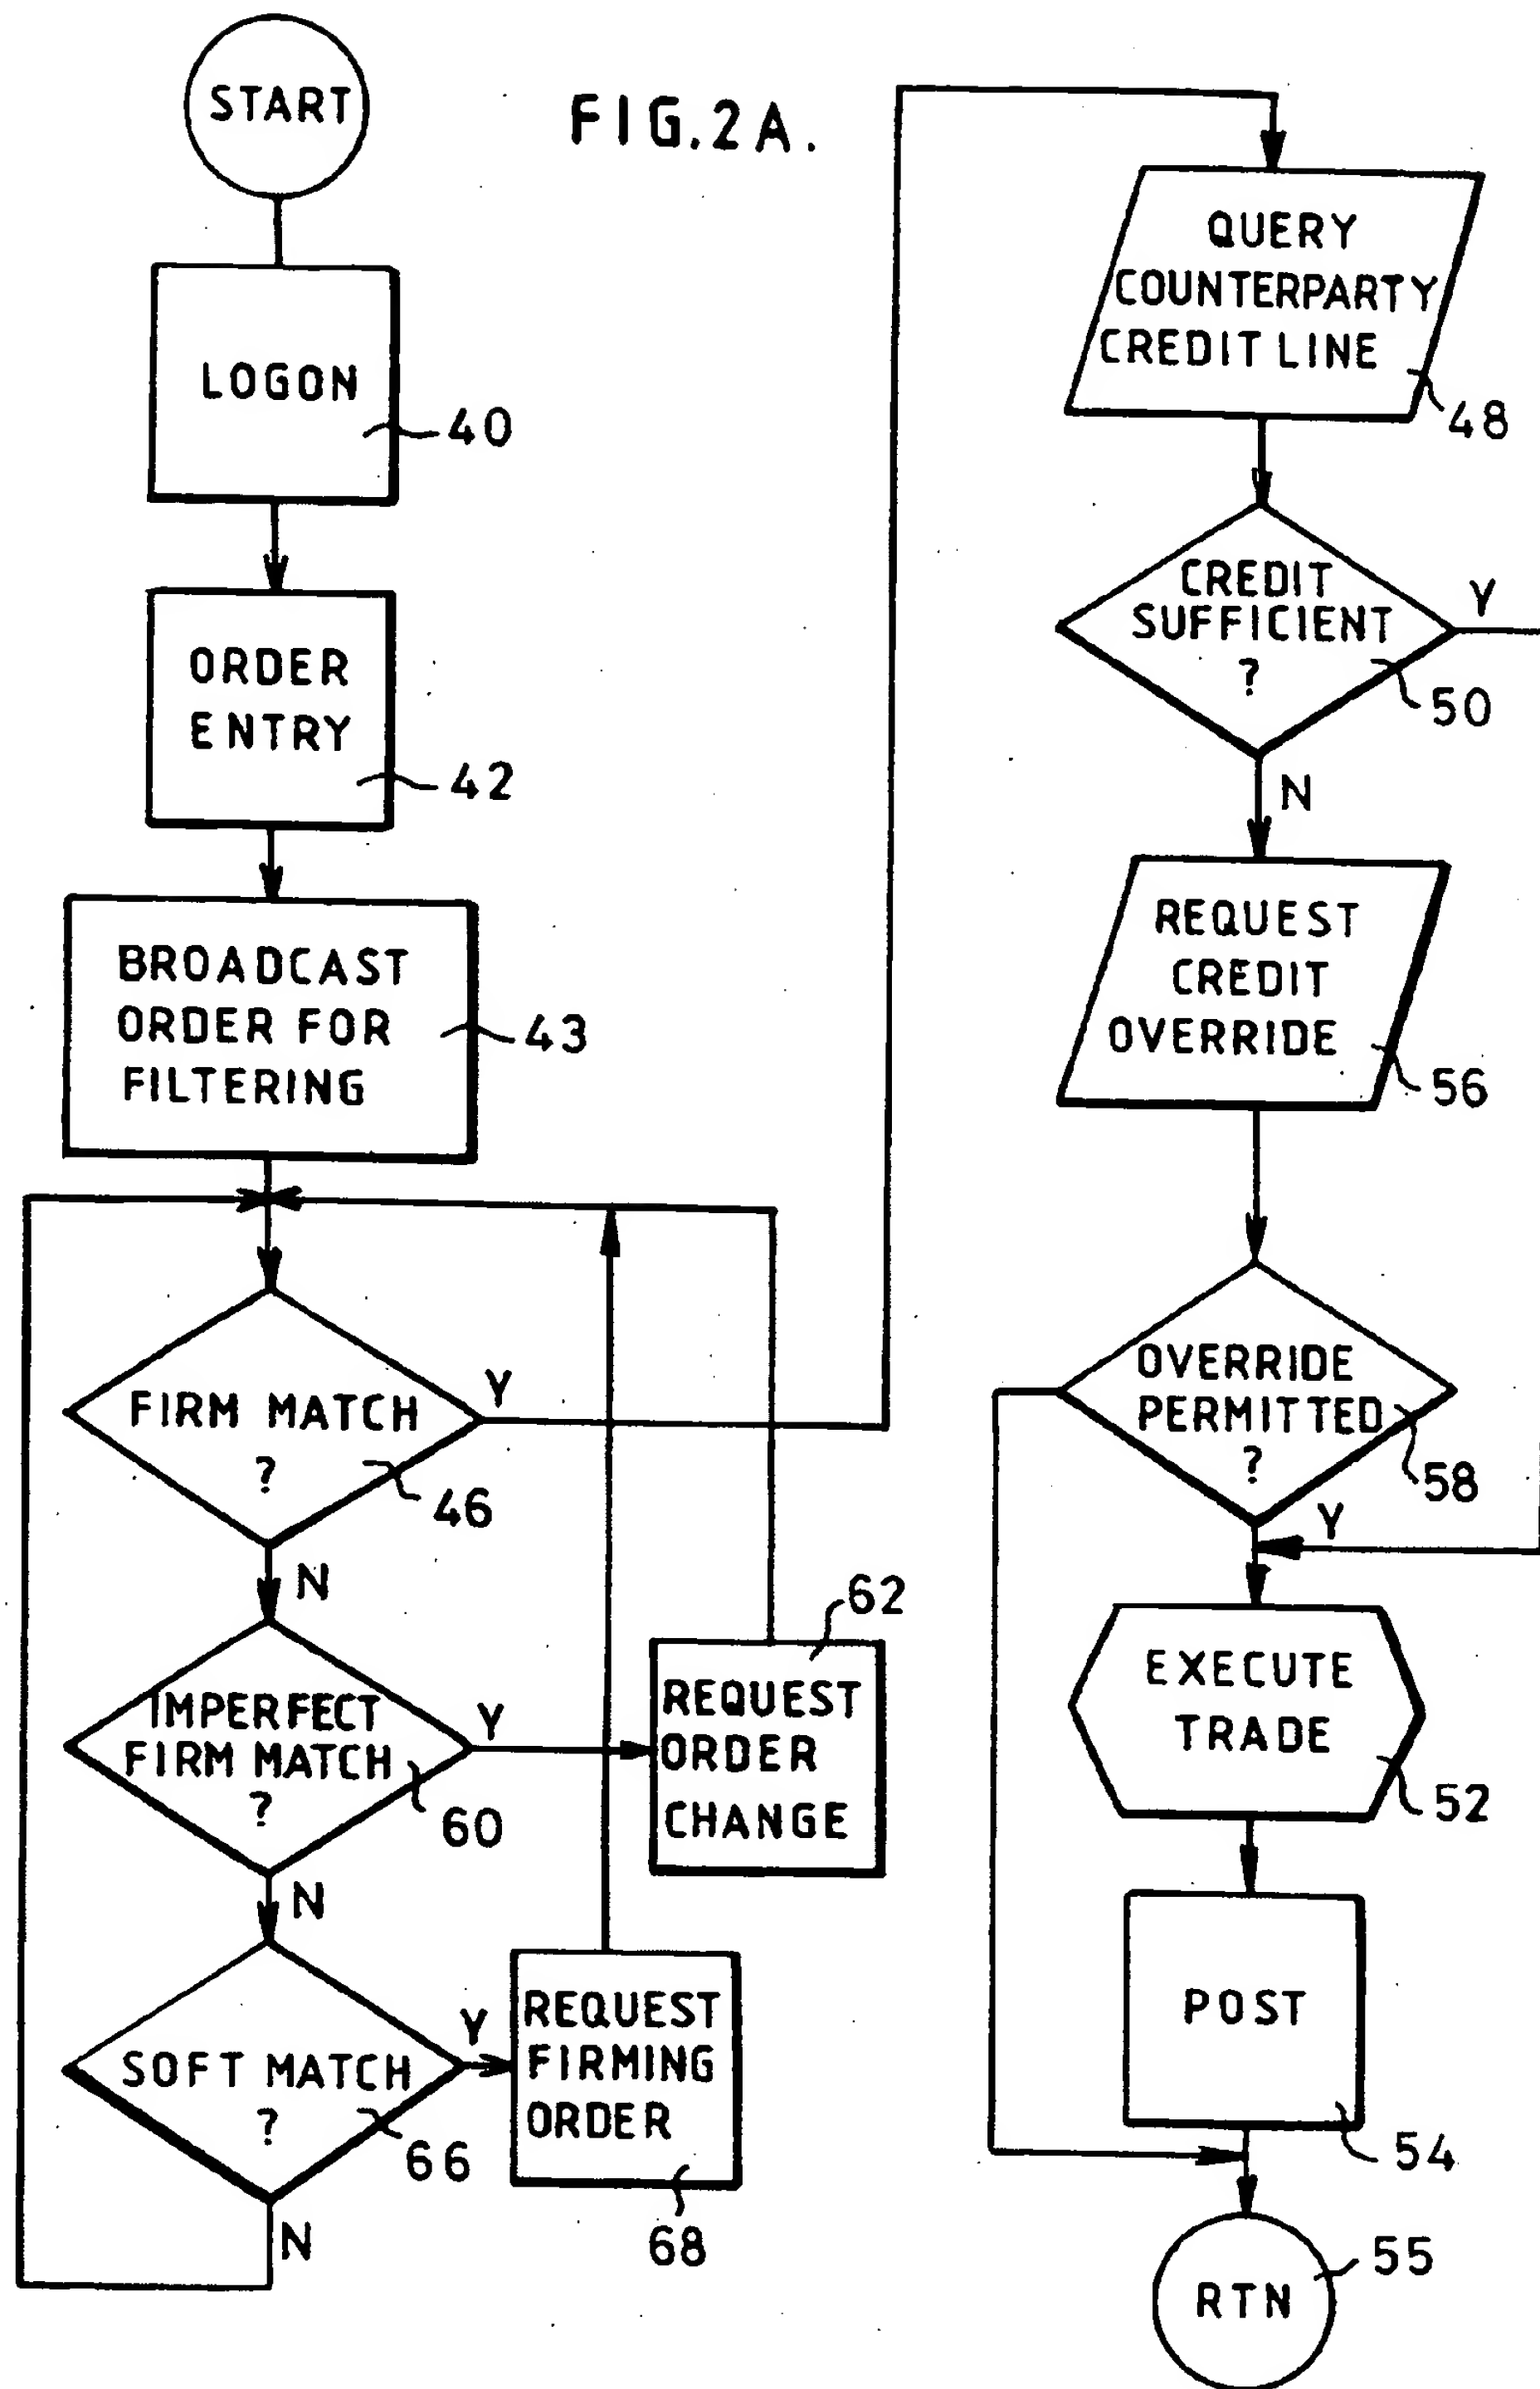 START
FIG.2A.
LOGON
40
ORDER
ENTRY
42
BROADCAST
ORDER FOR
FILTERING
43
FIRM MATCH
?
46
Y
N
IMPERFECT
FIRM MATCH
?
60
Y
N
62
REQUEST
ORDER
CHANGE
SOFT MATCH
?
66
Y
N
REQUEST
FIRMING
ORDER
68
QUERY
COUNTERPARTY
CREDIT LINE
48
CREDIT
SUFFICIENT
?
50
Y
N
REQUEST
CREDIT
OVERRIDE
56
OVERRIDE
PERMITTED
?
58
Y
EXECUTE
TRADE
52
POST
54
RTN
55